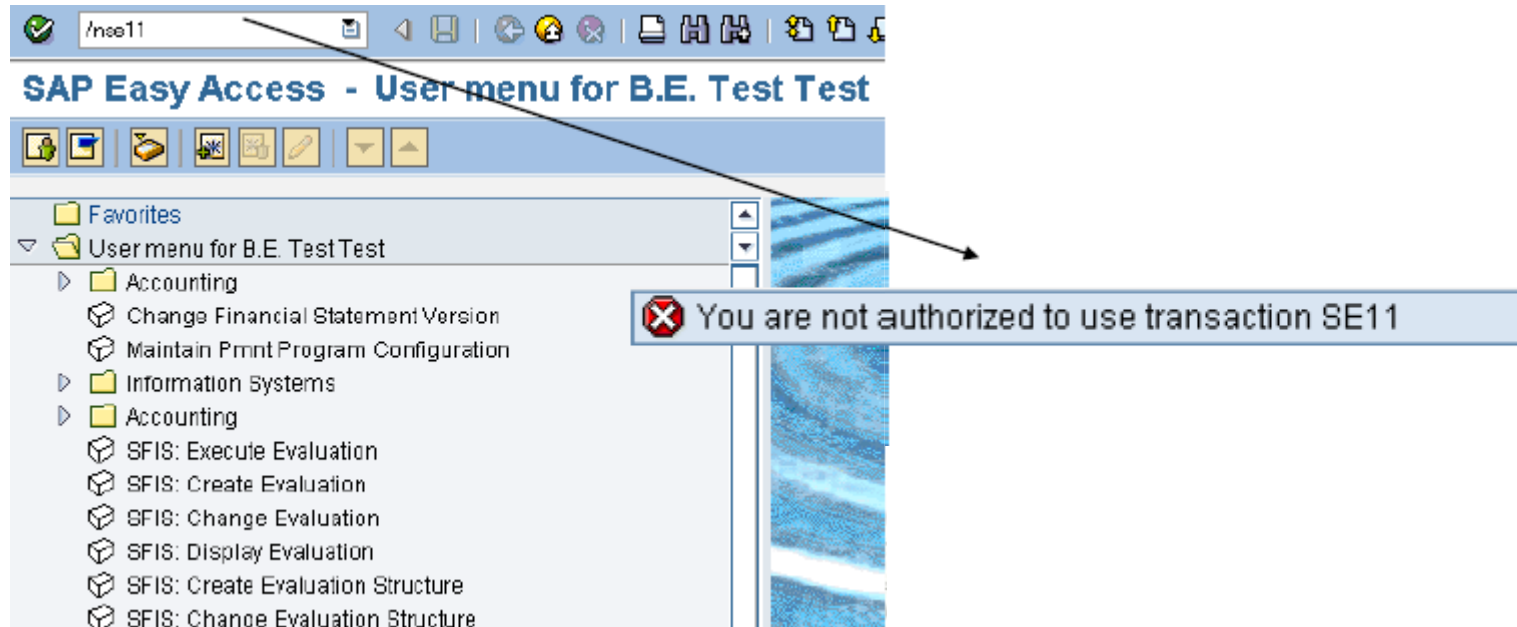 /nse11
SAP Easy Access - User menu for B.E. Test Test
Favorites
User menu for B.E. Test Test
Accounting
Change Financial Statement Version
Maintain Pmnt Program Configuration
Information Systems
Accounting
SFIS: Execute Evaluation
SFIS: Create Evaluation
SFIS: Change Evaluation
SFIS: Display Evaluation
SFIS: Create Evaluation Structure
SFIS: Change Evaluation Structure
You are not authorized to use transaction SE11